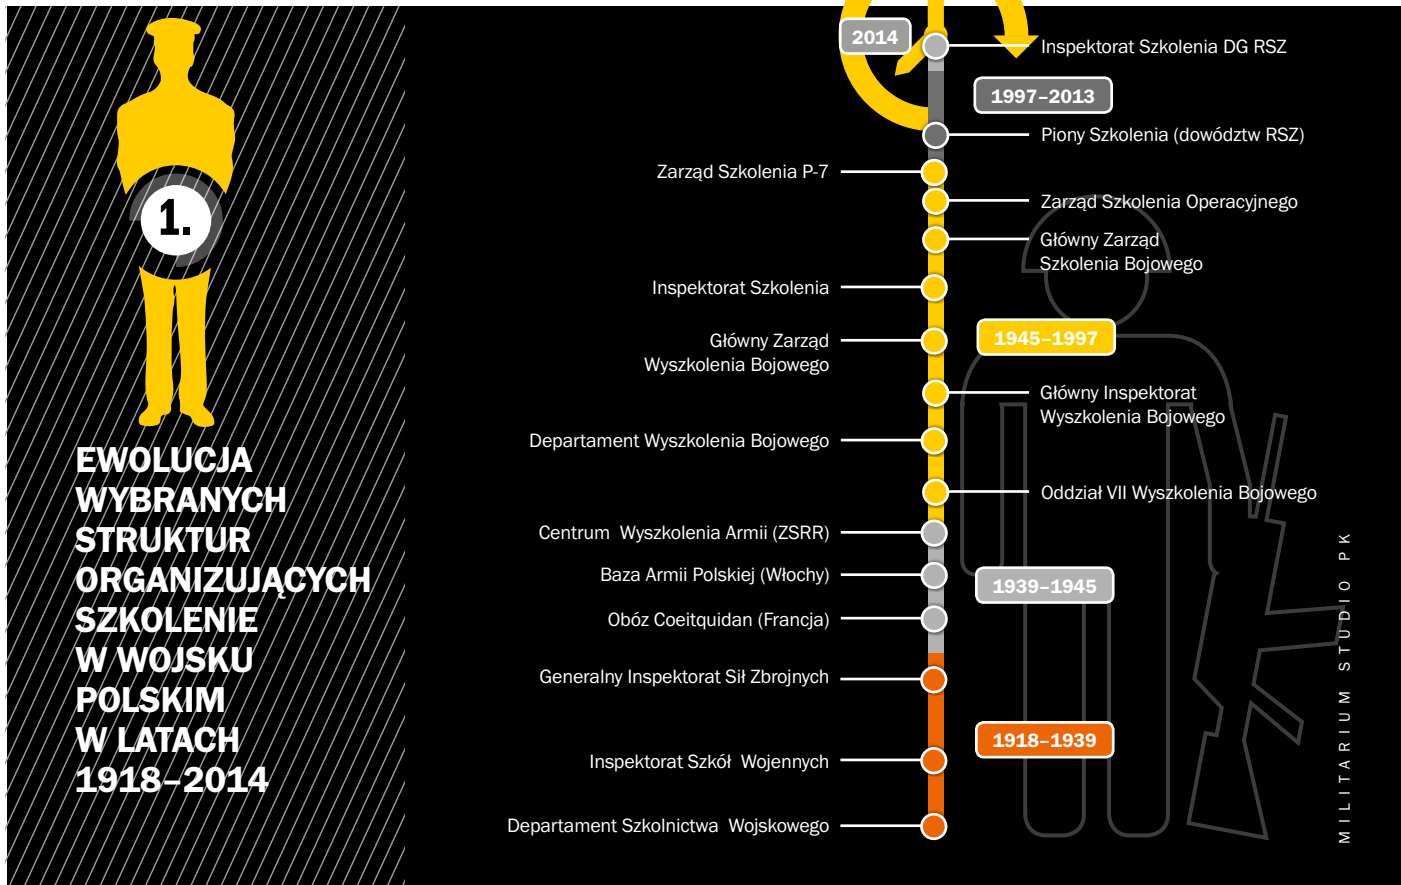 1.
EWOLUCJA
WYBRANYCH
STRUKTUR
ORGANIZUJĄCYCH
SZKOLENIE
W WOJSKU
POLSKIM
W LATACH
1918–2014
2014
Inspektorat Szkolenia DG RSZ
1997–2013
Piony Szkolenia (dowództw RSZ)
Zarząd Szkolenia P-7
Zarząd Szkolenia Operacyjnego
Główny Zarząd
Szkolenia Bojowego
Inspektorat Szkolenia
1945–1997
Główny Zarząd
Wyszkolenia Bojowego
Główny Inspektorat
Wyszkolenia Bojowego
Departament Wyszkolenia Bojowego
Oddział VII Wyszkolenia Bojowego
Centrum Wyszkolenia Armii (ZSRR)
Baza Armii Polskiej (Włochy)
1939–1945
Obóz Coeitquidan (Francja)
Generalny Inspektorat Sił Zbrojnych
1918–1939
Inspektorat Szkół Wojennych
Departament Szkolnictwa Wojskowego
MILITARIUM STUDIO PK